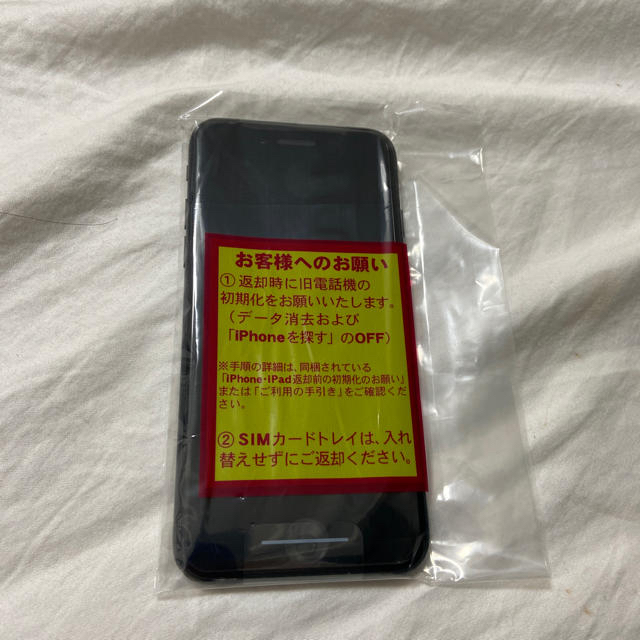 お客様へのお願い
①返却時に旧電話機の
初期化をお願いいたします。
（データ消去および
「iPhoneを探す」のOFF）
※手順の詳細は、同梱されている
「iPhone・iPad返却前の初期化のお願い」
または「ご利用の手引き」をご確認くだ
さい。
②SIMカードトレイは、入れ
替えせずにご返却ください。